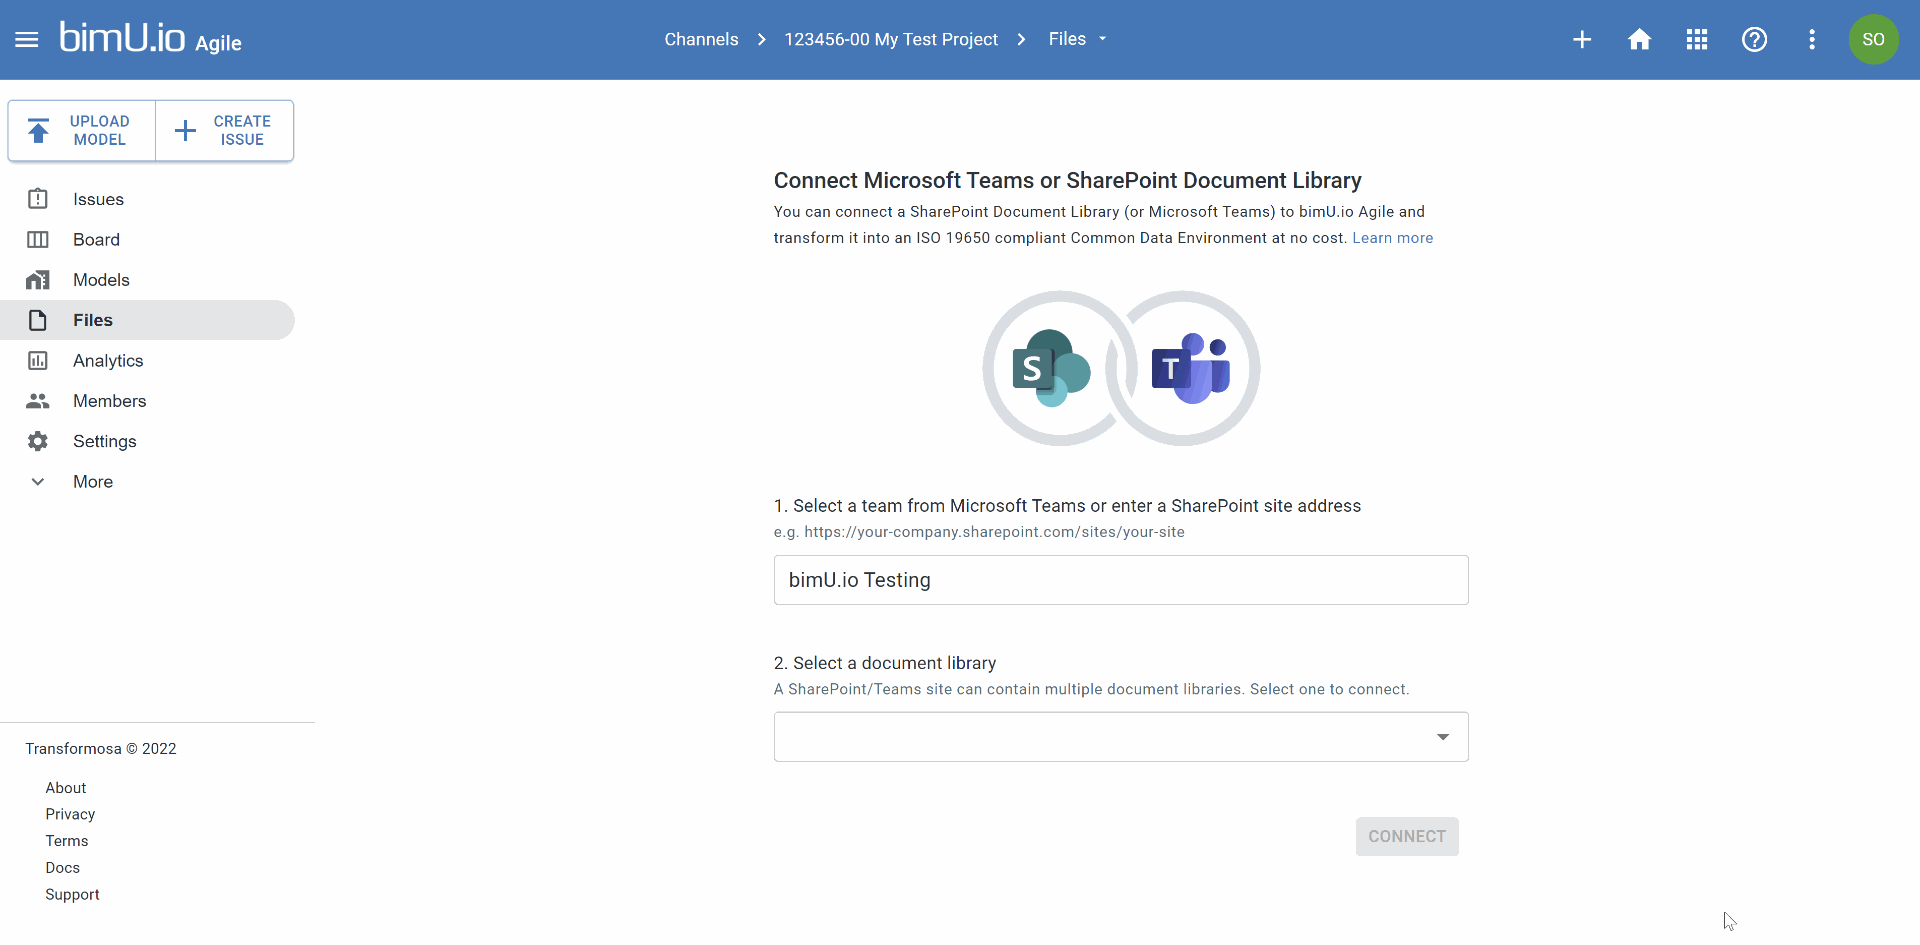 bimU.io Agile
Channels
123456-00 My Test Project
Files
SO
UPLOAD
MODEL
CREATE
ISSUE
Issues
Board
Models
Files
Analytics
Members
Settings
More
Transformosa © 2022
About
Privacy
Terms
Docs
Support
Connect Microsoft Teams or SharePoint Document Library
You can connect a SharePoint Document Library (or Microsoft Teams) to bimU.io Agile and
transform it into an ISO 19650 compliant Common Data Environment at no cost. Learn more
S
T
1. Select a team from Microsoft Teams or enter a SharePoint site address
e.g. https://your-company.sharepoint.com/sites/your-site
bimU.io Testing
2. Select a document library
A SharePoint/Teams site can contain multiple document libraries. Select one to connect.
CONNECT